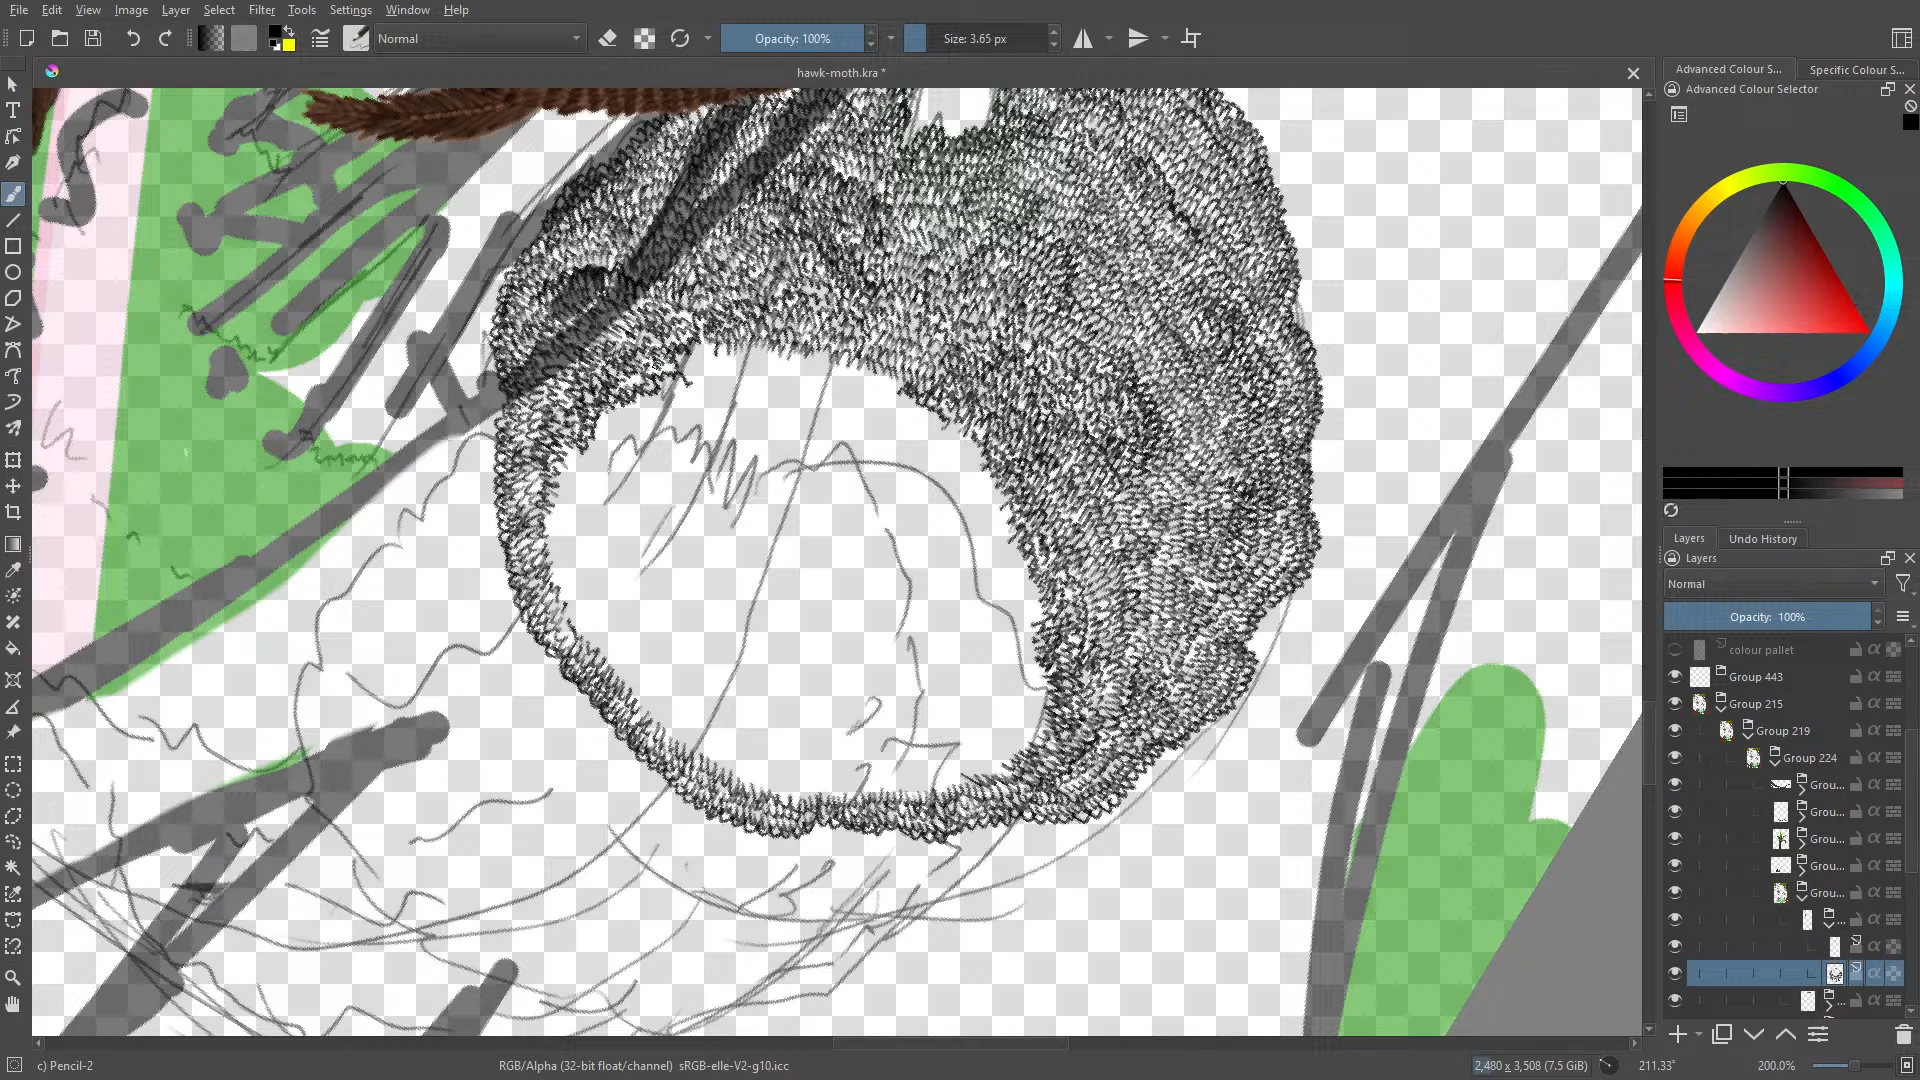 File Edit View Image Layer Select Filter Tools Settings Window Help
Normal
Opacity: 100%
Size: 3.65 px
hawk-moth.kra *
Advanced Colour S...
Specific Colour S...
Advanced Colour Selector
Layers
Undo History
Layers
Normal
Opacity: 100%
colour pallet
Group 443
Group 215
Group 219
Group 224
Grou...
Grou...
Grou...
Grou...
Grou...
...
...
c) Pencil-2
RGB/Alpha (32-bit float/channel) sRGB-elle-V2-g10.icc
2,480 x 3,508 (7.5 GiB)
211.33°
200.0%